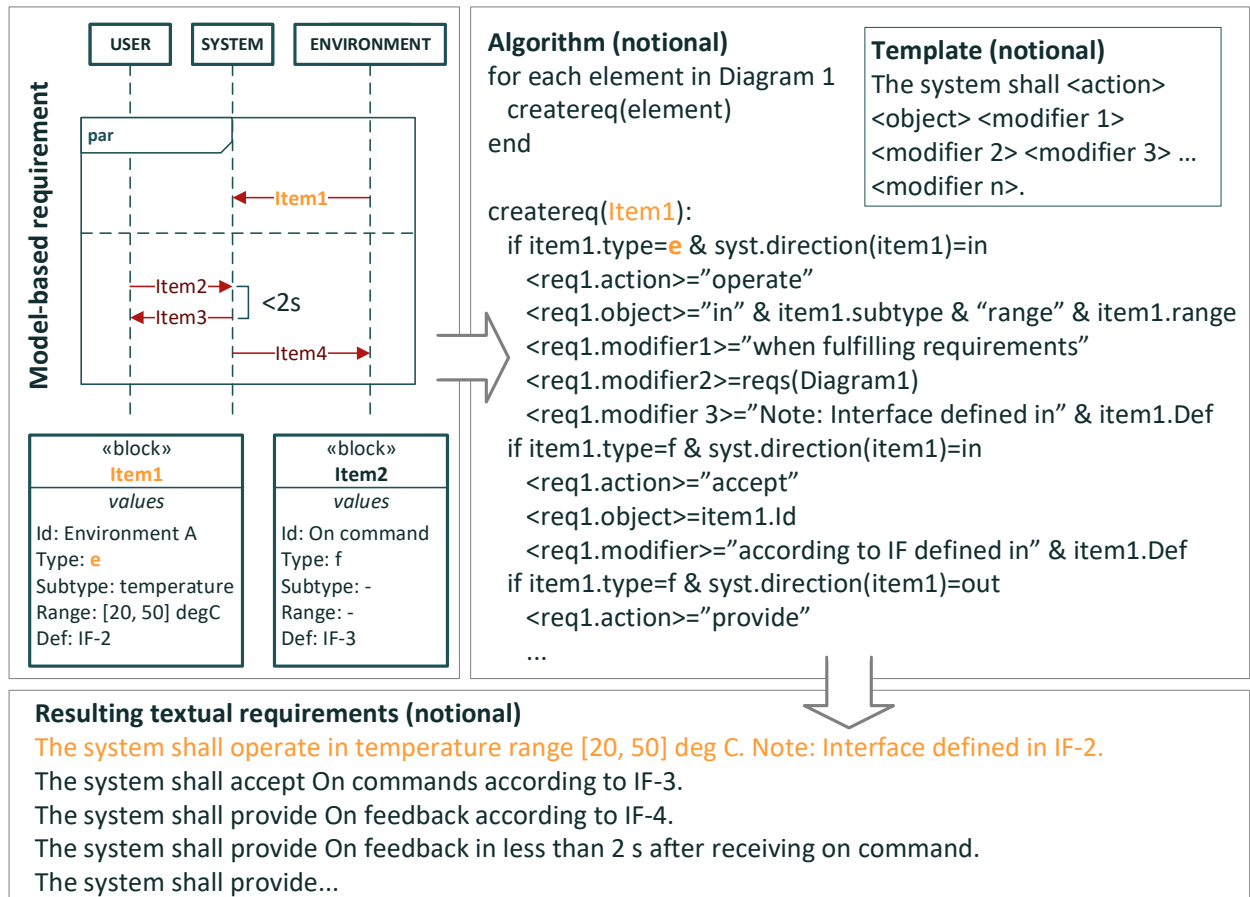 Model-based requirement
USER
SYSTEM
ENVIRONMENT
par
Item1
Item2
<2s
Item3
Item4
«block»
Item1
values
Id: Environment A
Type: e
Subtype: temperature
Range: [20, 50] degC
Def: IF-2
«block»
Item2
values
Id: On command
Type: f
Subtype: -
Range: -
Def: IF-3
Algorithm (notional)
for each element in Diagram 1
createreq(element)
end
createreq(Item1):
if item1.type=e & syst.direction(item1)=in
<req1.action>=”operate”
<req1.object>=”in” & item1.subtype & “range” & item1.range
<req1.modifier1>=”when fulfilling requirements”
<req1.modifier2>=reqs(Diagram1)
<req1.modifier 3>=”Note: Interface defined in” & item1.Def
if item1.type=f & syst.direction(item1)=in
<req1.action>=”accept”
<req1.object>=item1.Id
<req1.modifier>=”according to IF defined in” & item1.Def
if item1.type=f & syst.direction(item1)=out
<req1.action>=”provide”
...
Template (notional)
The system shall <action>
<object> <modifier 1>
<modifier 2> <modifier 3> ...
<modifier n>.
Resulting textual requirements (notional)
The system shall operate in temperature range [20, 50] deg C. Note: Interface defined in IF-2.
The system shall accept On commands according to IF-3.
The system shall provide On feedback according to IF-4.
The system shall provide On feedback in less than 2 s after receiving on command.
The system shall provide...